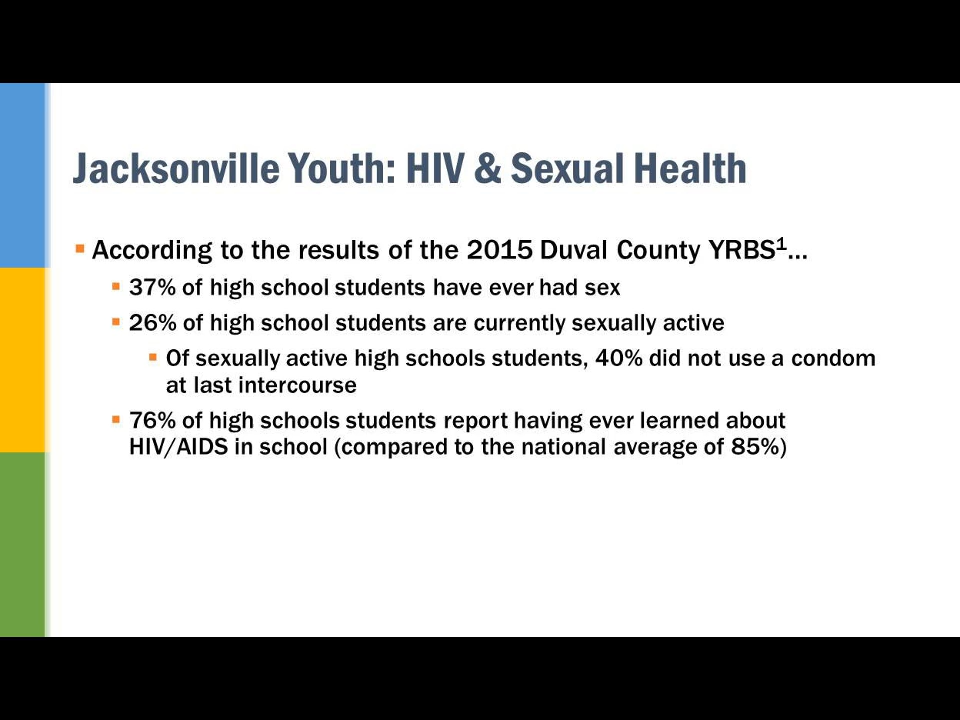 Jacksonville Youth: HIV & Sexual Health
▪ According to the results of the 2015 Duval County YRBS¹...
▪ 37% of high school students have ever had sex
▪ 26% of high school students are currently sexually active
▪ Of sexually active high schools students, 40% did not use a condom
at last intercourse
▪ 76% of high schools students report having ever learned about
HIV/AIDS in school (compared to the national average of 85%)